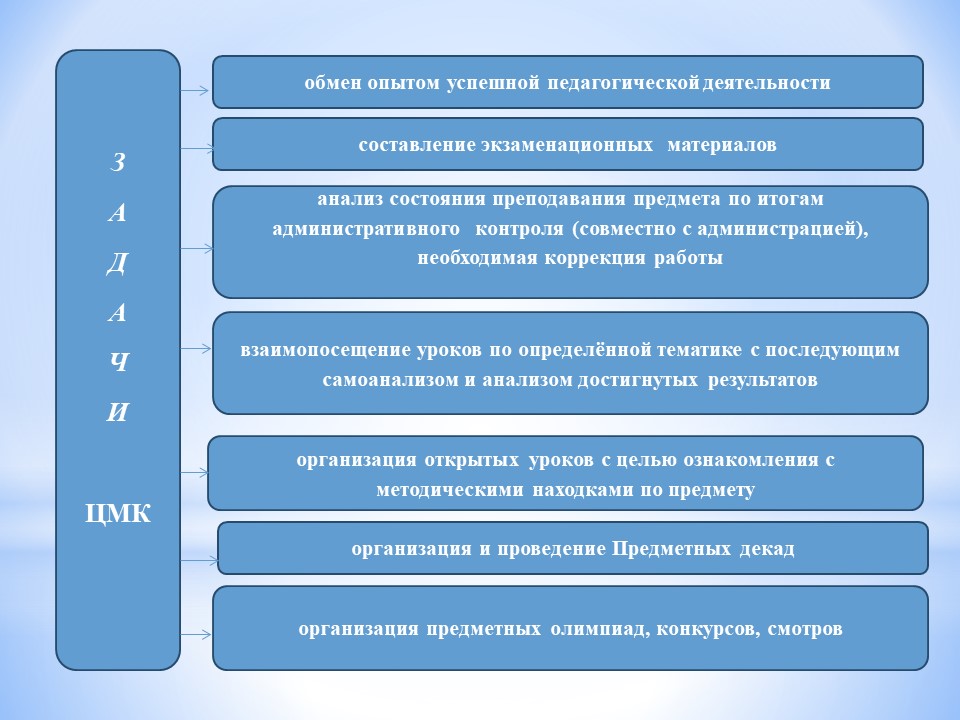 З
А
Д
А
Ч
И
ЦМК
обмен опытом успешной педагогической деятельности
составление экзаменационных материалов
анализ состояния преподавания предмета по итогам
административного контроля (совместно с администрацией),
необходимая коррекция работы
взаимопосещение уроков по определённой тематике с последующим
самоанализом и анализом достигнутых результатов
организация открытых уроков с целью ознакомления с
методическими находками по предмету
организация и проведение Предметных декад
организация предметных олимпиад, конкурсов, смотров